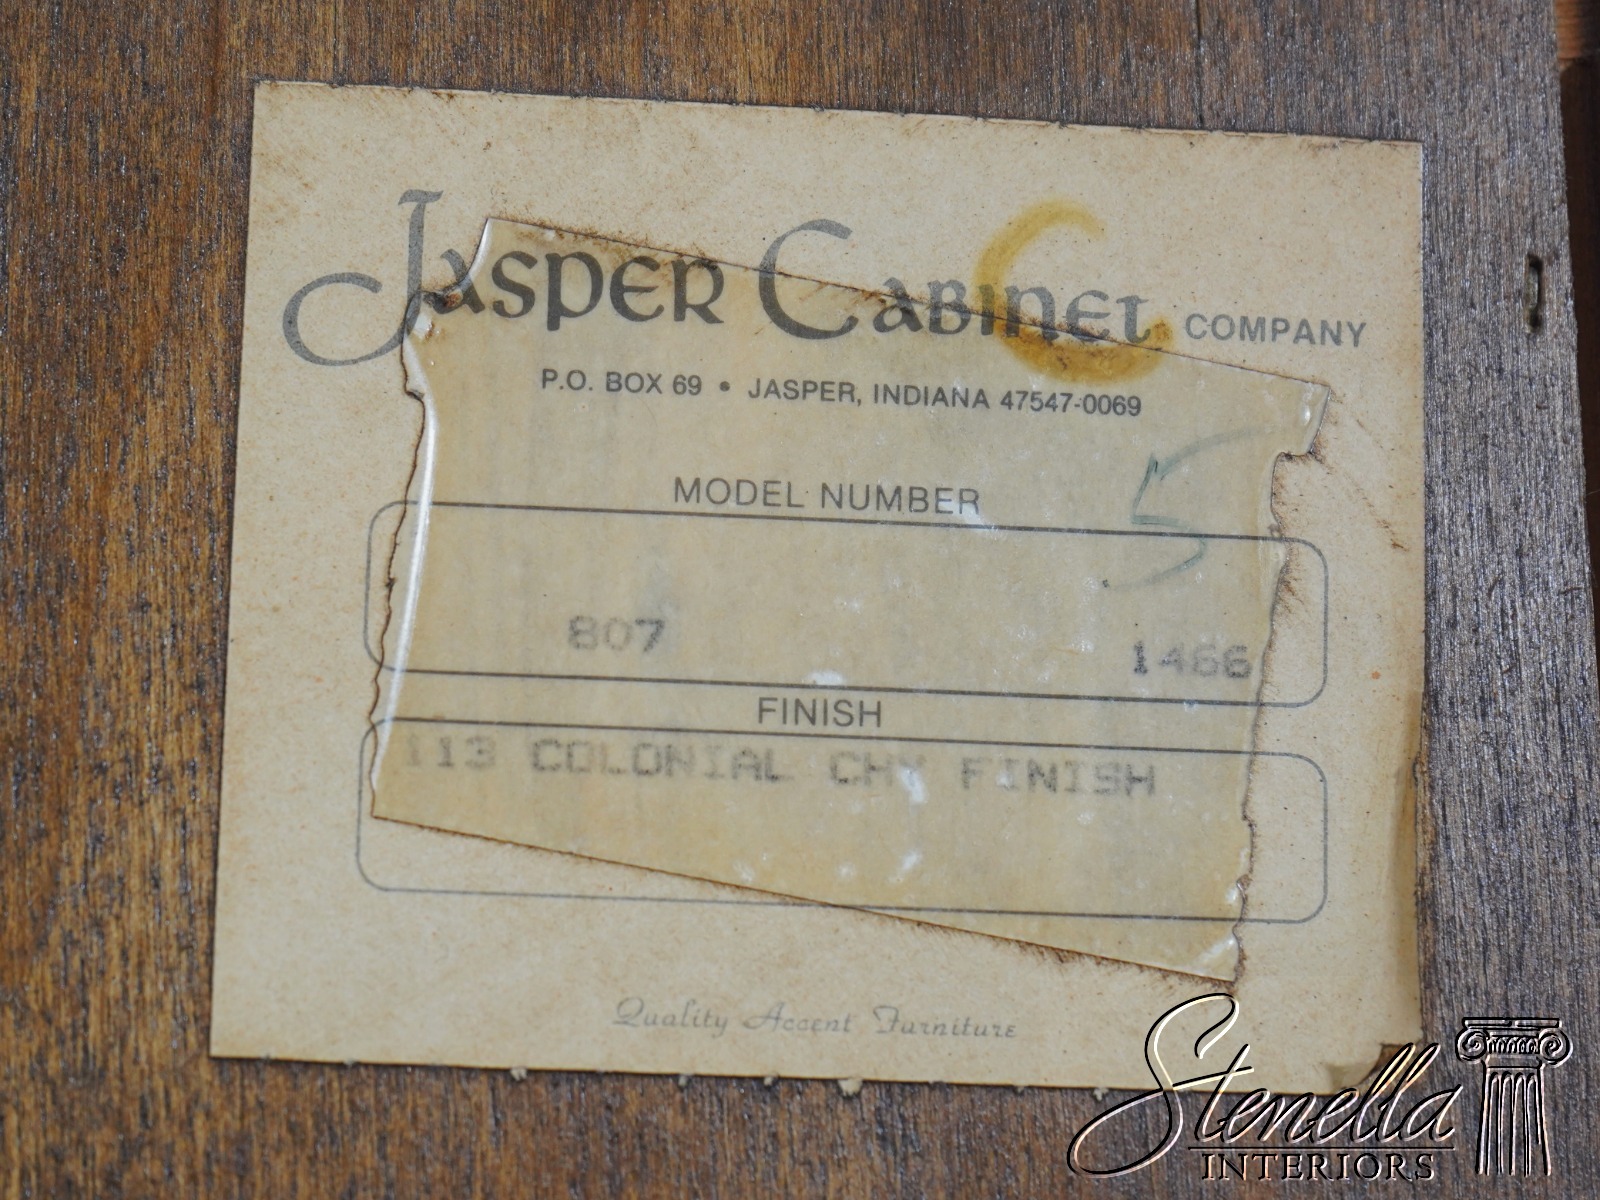 Jasper Cabinet COMPANY
P.O. BOX 69 • JASPER, INDIANA 47547-0069
5
MODEL NUMBER
807 1466
FINISH
113 COLONIAL CHY FINISH
Quality Accent Furniture
Stenella
INTERIORS